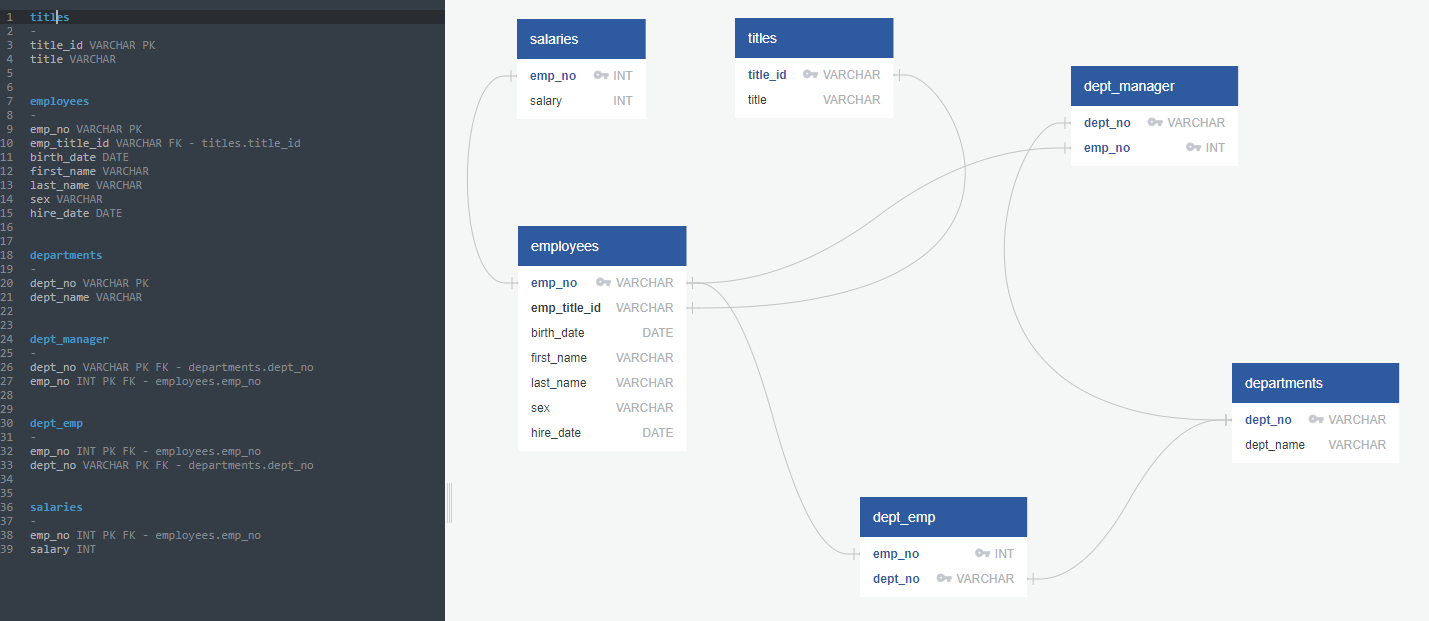 1 titles
2 -
3 title_id VARCHAR PK
4 title VARCHAR
5
6
7 employees
8 -
9 emp_no VARCHAR PK
10 emp_title_id VARCHAR FK - titles.title_id
11 birth_date DATE
12 first_name VARCHAR
13 last_name VARCHAR
14 sex VARCHAR
15 hire_date DATE
16
17
18 departments
19 -
20 dept_no VARCHAR PK
21 dept_name VARCHAR
22
23
24 dept_manager
25 -
26 dept_no VARCHAR PK FK - departments.dept_no
27 emp_no INT PK FK - employees.emp_no
28
29
30 dept_emp
31 -
32 emp_no INT PK FK - employees.emp_no
33 dept_no VARCHAR PK FK - departments.dept_no
34
35
36 salaries
37 -
38 emp_no INT PK FK - employees.emp_no
39 salary INT
salaries
emp_no INT
salary INT
titles
title_id VARCHAR
title VARCHAR
dept_manager
dept_no VARCHAR
emp_no INT
employees
emp_no VARCHAR
emp_title_id VARCHAR
birth_date DATE
first_name VARCHAR
last_name VARCHAR
sex VARCHAR
hire_date DATE
departments
dept_no VARCHAR
dept_name VARCHAR
dept_emp
emp_no INT
dept_no VARCHAR